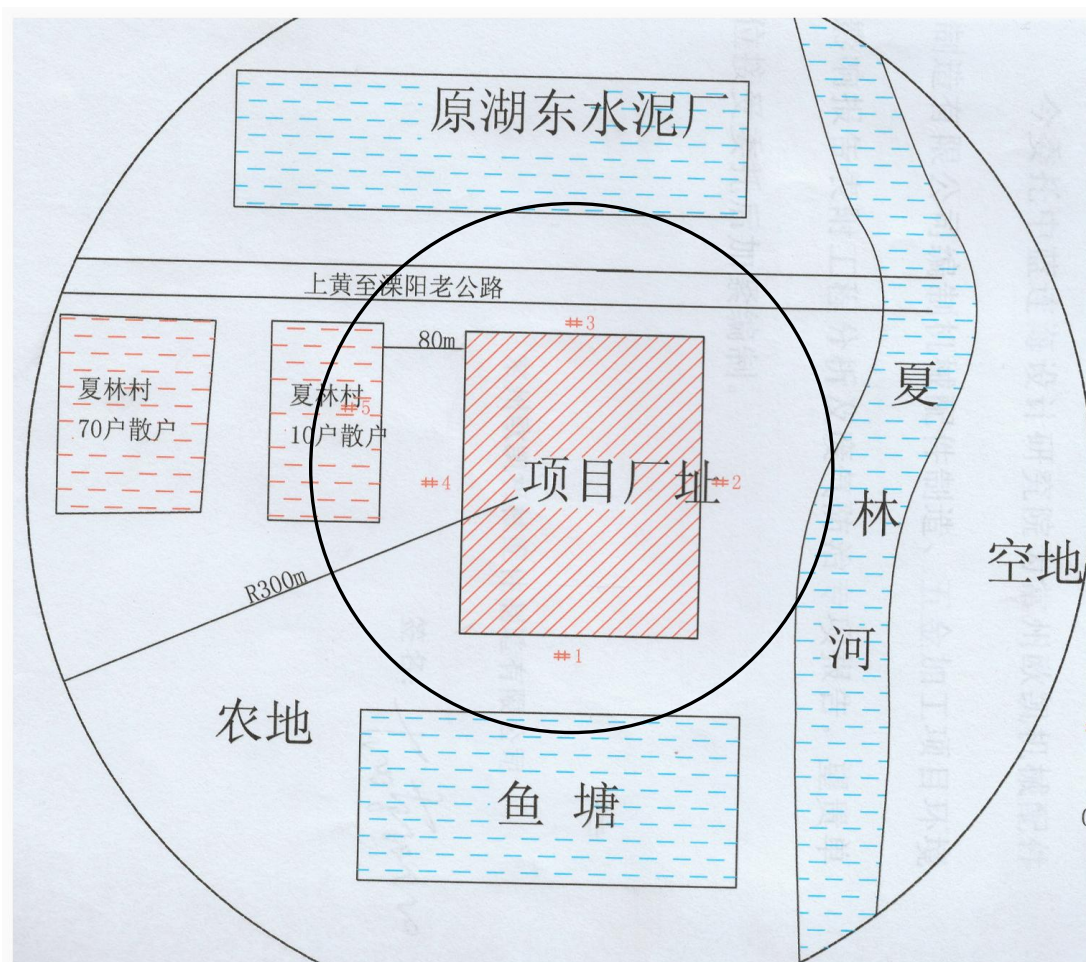 原湖东水泥厂
上黄至溧阳老公路
#3
80m
夏林村
70户散户
夏林村
10户散户
#5
#4
项目厂址
#2
夏林河
空地
R300m
#1
农地
鱼 塘